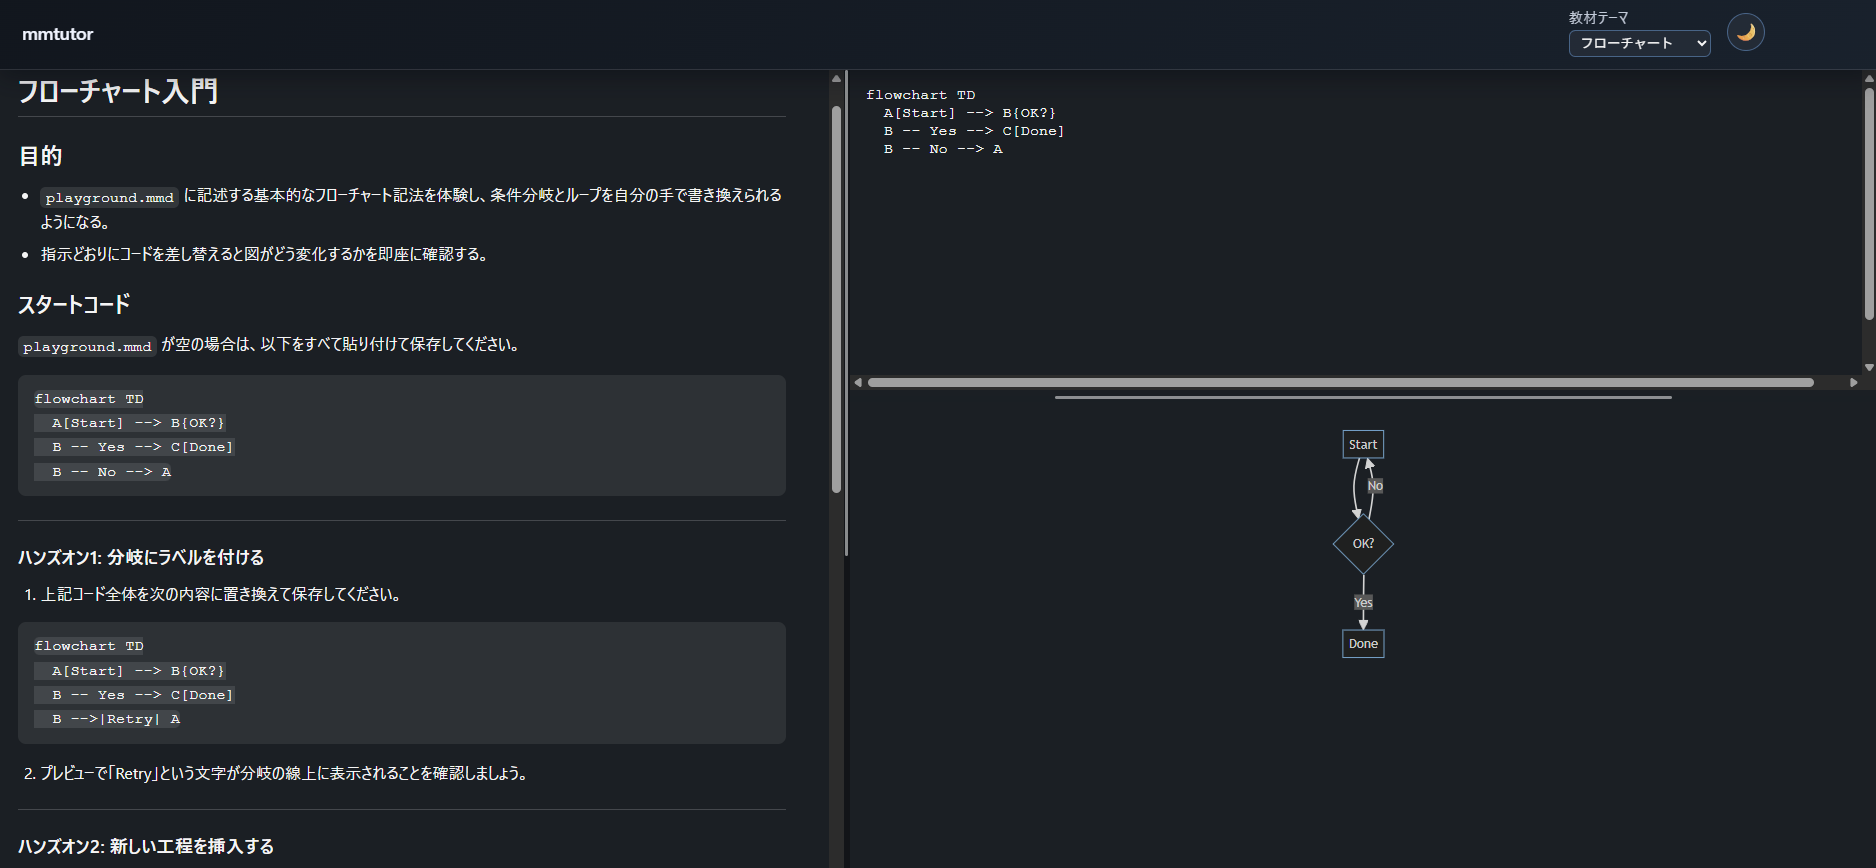 mmtutor
教材テーマ
フローチャート
フローチャート入門
目的
playground.mmd に記述する基本的なフローチャート記法を体験し、条件分岐とループを自分の手で書き換えられる
ようになる。
指示どおりにコードを差し替えると図がどう変化するかを即座に確認する。
スタートコード
playground.mmd が空の場合は、以下をすべて貼り付けて保存してください。
flowchart TD
  A[Start] --> B{OK?}
  B -- Yes --> C[Done]
  B -- No --> A
ハンズオン1: 分岐にラベルを付ける
1. 上記コード全体を次の内容に置き換えて保存してください。
flowchart TD
  A[Start] --> B{OK?}
  B -- Yes --> C[Done]
  B -->|Retry| A
2. プレビューで「Retry」という文字が分岐の線上に表示されることを確認しましょう。
ハンズオン2: 新しい工程を挿入する
flowchart TD
  A[Start] --> B{OK?}
  B -- Yes --> C[Done]
  B -- No --> A
Start
No
OK?
Yes
Done